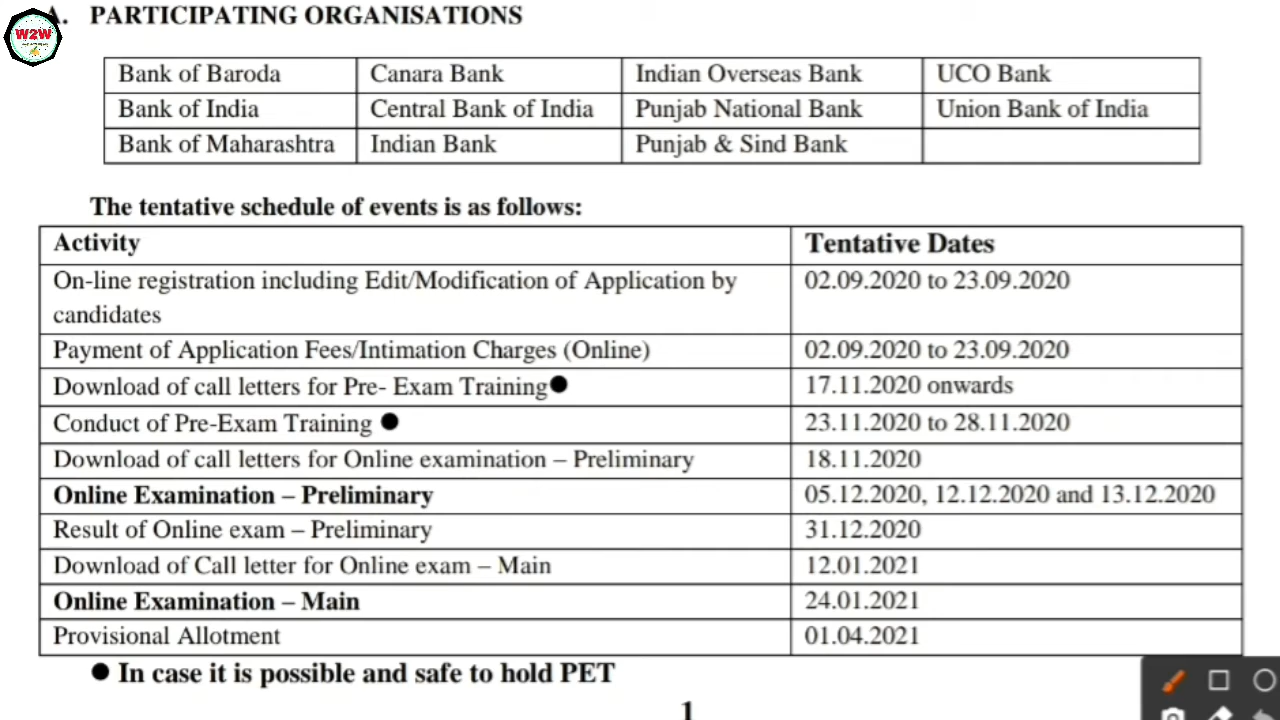 A. PARTICIPATING ORGANISATIONS
W2W
Bank of Baroda Canara Bank Indian Overseas Bank UCO Bank
Bank of India Central Bank of India Punjab National Bank Union Bank of India
Bank of Maharashtra Indian Bank Punjab & Sind Bank
The tentative schedule of events is as follows:
Activity Tentative Dates
On-line registration including Edit/Modification of Application by 02.09.2020 to 23.09.2020
candidates
Payment of Application Fees/Intimation Charges (Online) 02.09.2020 to 23.09.2020
Download of call letters for Pre- Exam Training● 17.11.2020 onwards
Conduct of Pre-Exam Training ● 23.11.2020 to 28.11.2020
Download of call letters for Online examination – Preliminary 18.11.2020
Online Examination – Preliminary 05.12.2020, 12.12.2020 and 13.12.2020
Result of Online exam – Preliminary 31.12.2020
Download of Call letter for Online exam – Main 12.01.2021
Online Examination – Main 24.01.2021
Provisional Allotment 01.04.2021
● In case it is possible and safe to hold PET
1